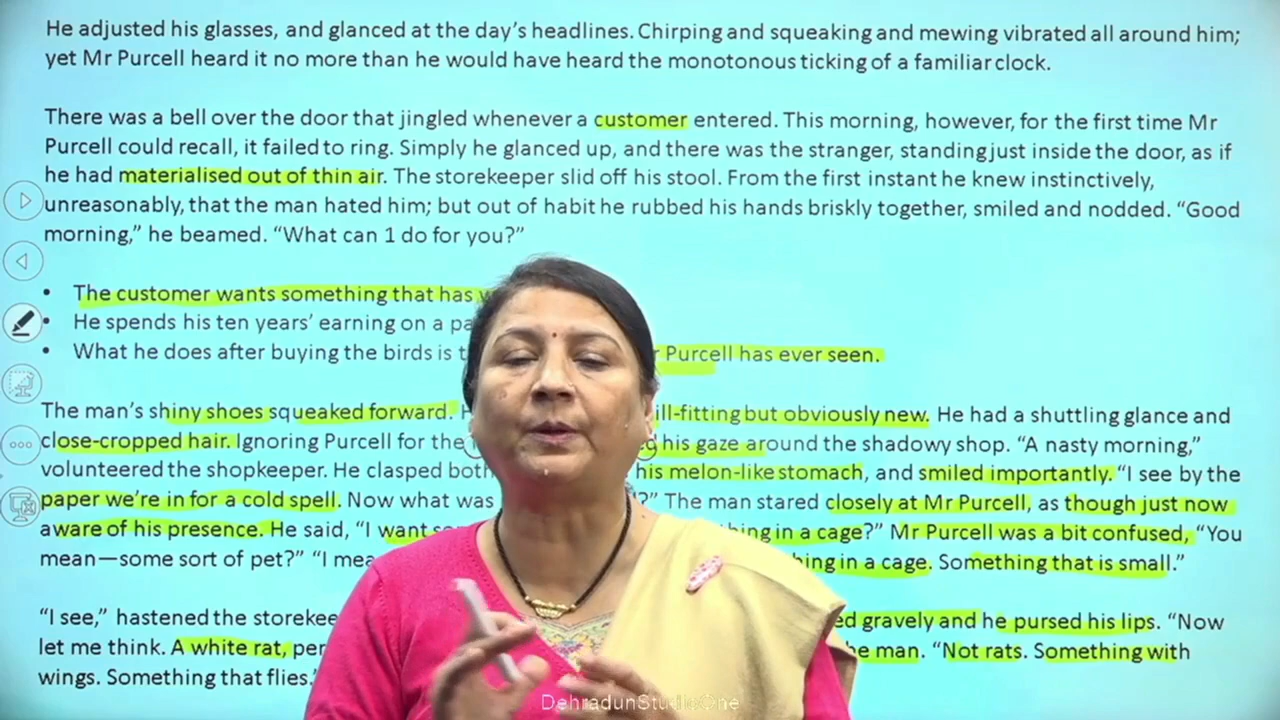 He adjusted his glasses, and glanced at the day’s headlines. Chirping and squeaking and mewing vibrated all around him;
yet Mr Purcell heard it no more than he would have heard the monotonous ticking of a familiar clock.
There was a bell over the door that jingled whenever a customer entered. This morning, however, for the first time Mr
Purcell could recall, it failed to ring. Simply he glanced up, and there was the stranger, standing just inside the door, as if
he had materialised out of thin air. The storekeeper slid off his stool. From the first instant he knew instinctively,
unreasonably, that the man hated him; but out of habit he rubbed his hands briskly together, smiled and nodded. “Good
morning,” he beamed. “What can 1 do for you?”
• The customer wants something that has
• He spends his ten years’ earning on a
• What he does after buying the birds is Purcell has ever seen.
The man’s shiny shoes squeaked forward. ill-fitting but obviously new. He had a shuttling glance and
close-cropped hair. Ignoring Purcell for the his gaze around the shadowy shop. “A nasty morning,”
volunteered the shopkeeper. He clasped his melon-like stomach, and smiled importantly. “I see by the
paper we’re in for a cold spell. Now what was The man stared closely at Mr Purcell, as though just now
aware of his presence. He said, “I want in a cage?” Mr Purcell was a bit confused, “You
mean—some sort of pet?” “I in a cage. Something that is small.”
“I see,” hastened the gravely and he pursed his lips. “Now
let me think. A white rat, man. “Not rats. Something with
wings. Something that flies.
DehradunStudioOne